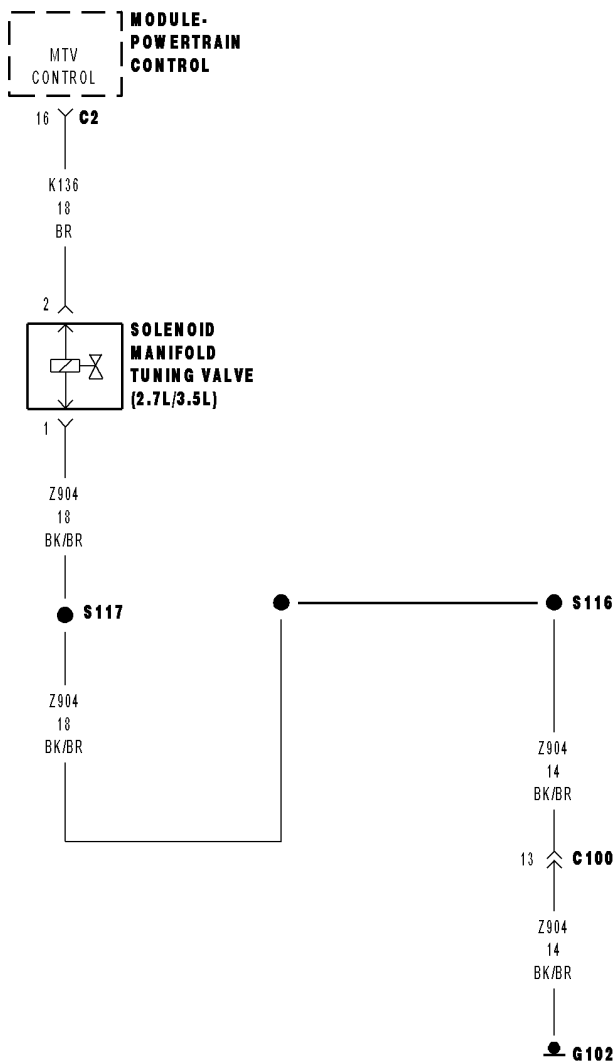 MODULE-
POWERTRAIN
CONTROL
MTV
CONTROL
16
C2
K136
18
BR
2
SOLENOID
MANIFOLD
TUNING VALVE
(2.7L/3.5L)
1
Z904
18
BK/BR
S117
S116
Z904
18
BK/BR
Z904
14
BK/BR
13
C100
Z904
14
BK/BR
G102